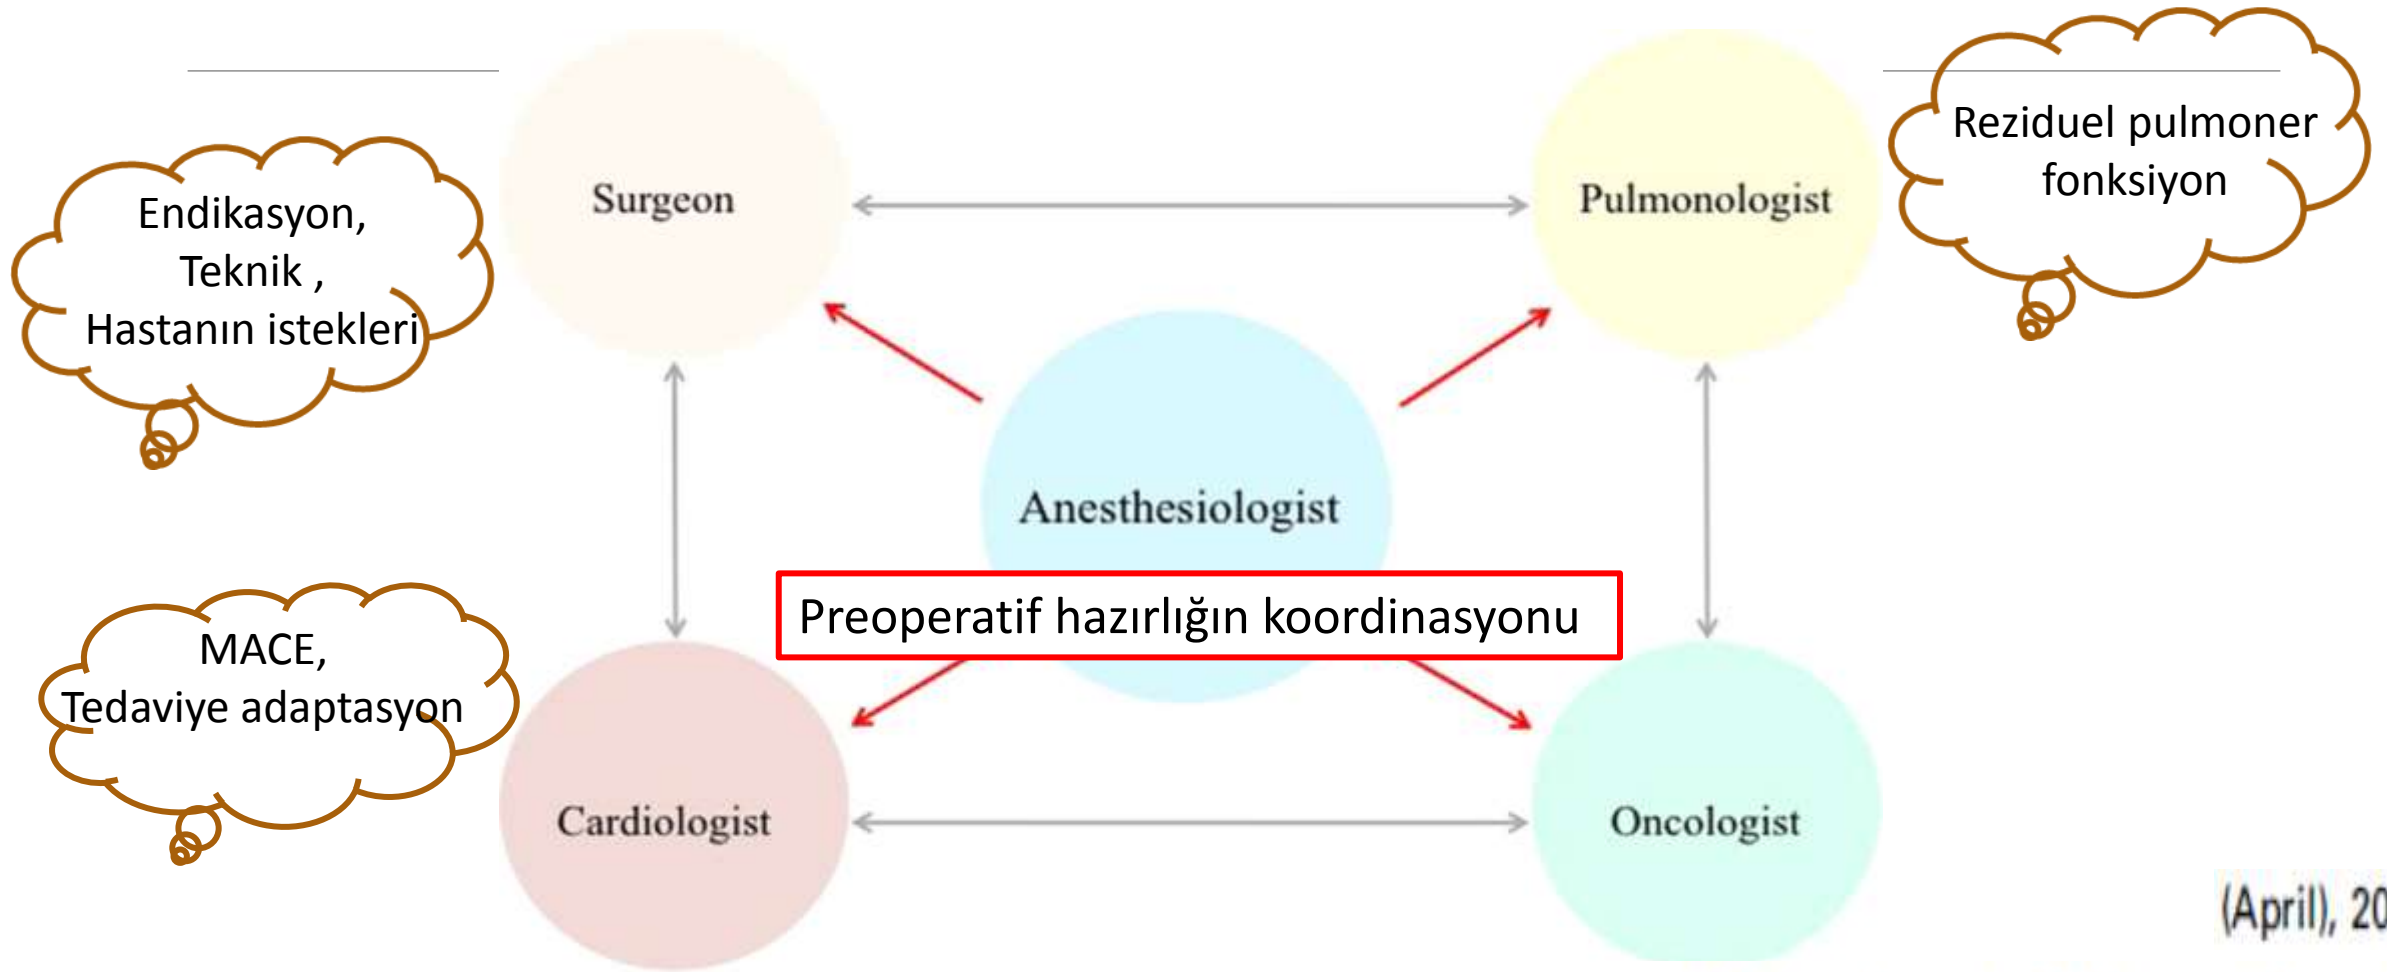 Reziduel pulmoner
fonksiyon
Endikasyon,
Teknik ,
Hastanın istekleri
Surgeon
Pulmonologist
Anesthesiologist
Preoperatif hazırlığın koordinasyonu
MACE,
Tedaviye adaptasyon
Cardiologist
Oncologist
(April), 20